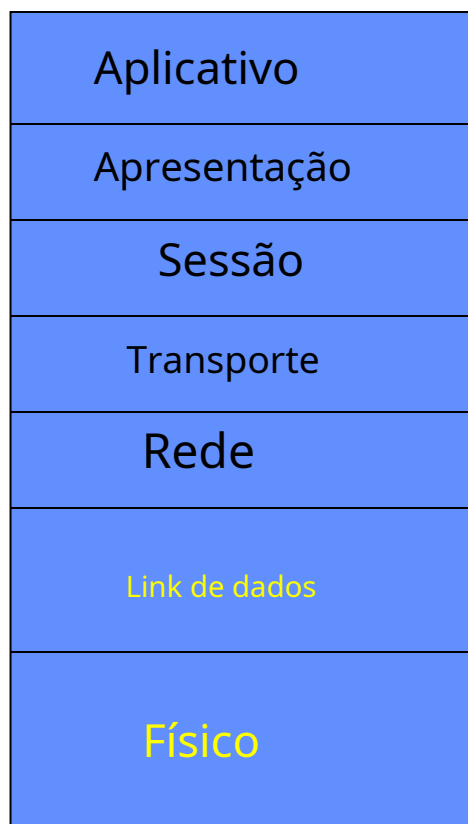 Aplicativo
Apresentação
Sessão
Transporte
Rede
Link de dados
Físico